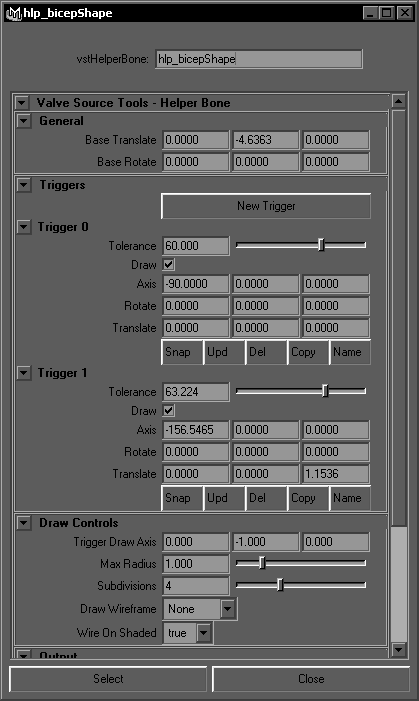 hlp_bicepShape
vstHelperBone: hlp_bicepShape
Valve Source Tools - Helper Bone
General
Base Translate 0.0000 -4.6363 0.0000
Base Rotate 0.0000 0.0000 0.0000
Triggers
New Trigger
Trigger 0
Tolerance 60.000
Draw
Axis -90.0000 0.0000 0.0000
Rotate 0.0000 0.0000 0.0000
Translate 0.0000 0.0000 0.0000
Snap Upd Del Copy Name
Trigger 1
Tolerance 63.224
Draw
Axis -156.5465 0.0000 0.0000
Rotate 0.0000 0.0000 0.0000
Translate 0.0000 0.0000 1.1536
Snap Upd Del Copy Name
Draw Controls
Trigger Draw Axis 0.000 -1.000 0.000
Max Radius 1.000
Subdivisions 4
Draw Wireframe None
Wire On Shaded true
Output
Select Close